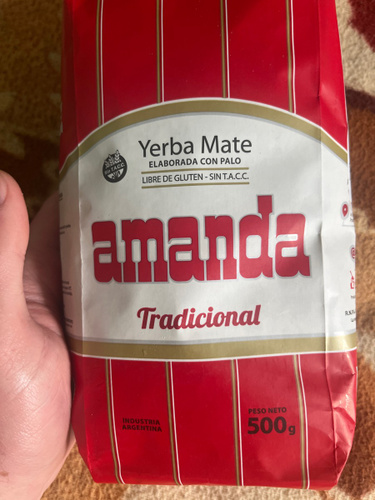 Yerba Mate
ELABORADA CON PALO
LIBRE DE GLUTEN - SIN T.A.C.C.
amanda
Tradicional
INDUSTRIA
ARGENTINA
PESO NETO
500g